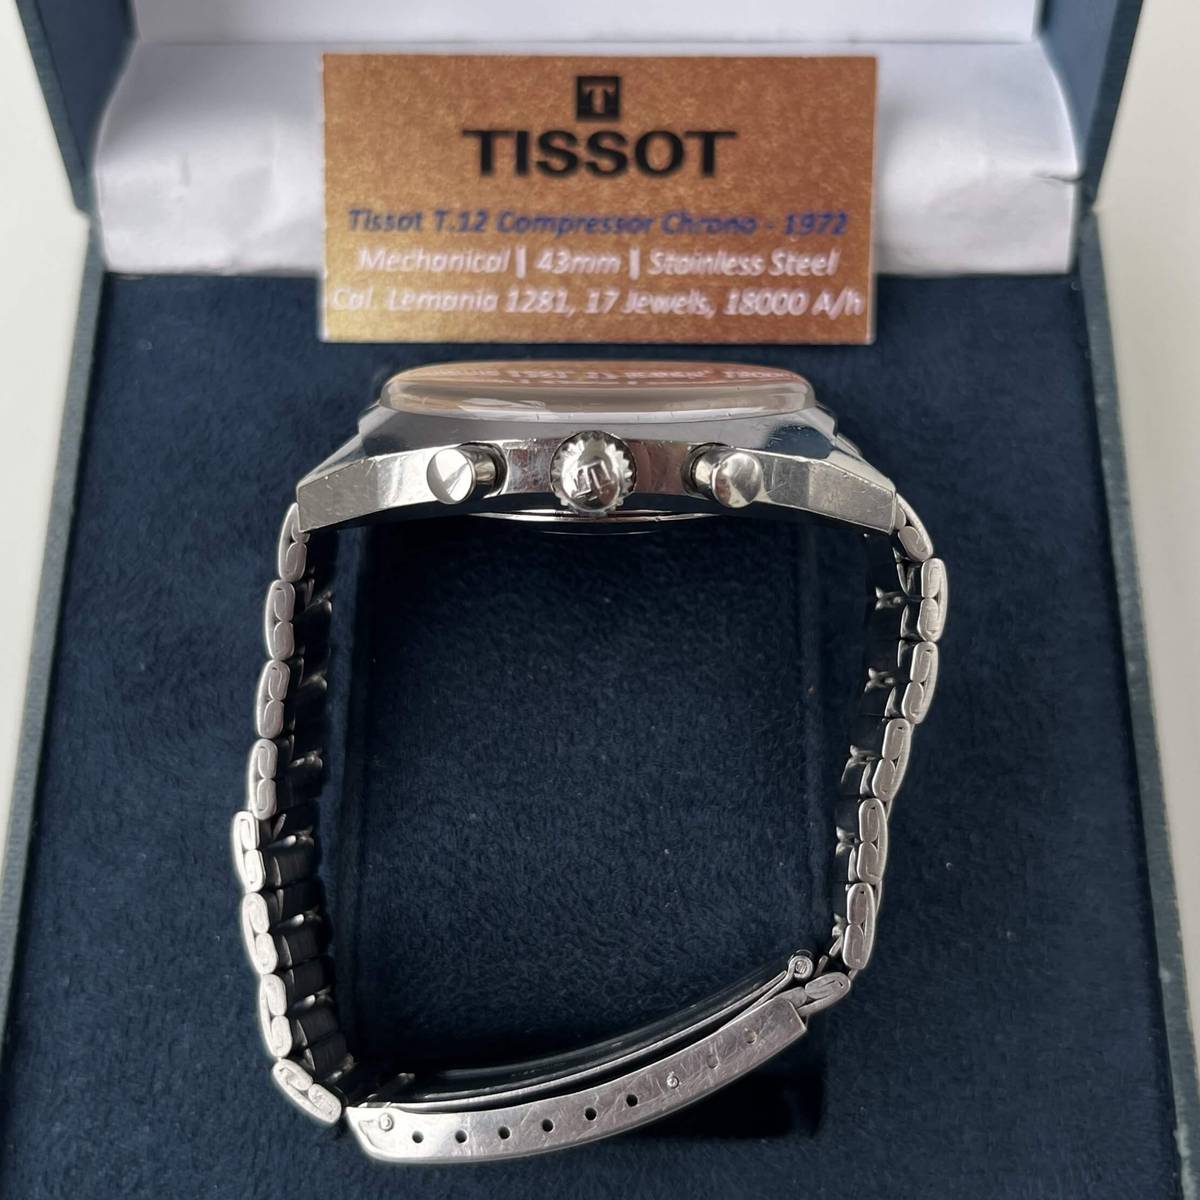 T
TISSOT
Tissot T.12 Compressor Chrono - 1972
Mechanical | 43mm | Stainless Steel
Cal. Lemania 1281, 17 Jewels, 18000 A/h
T